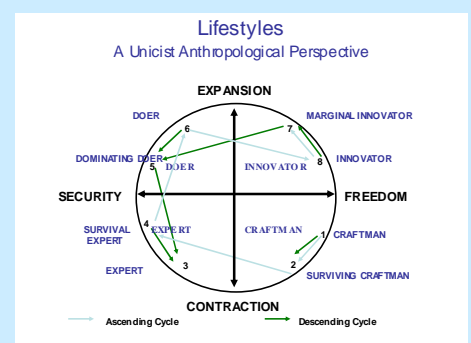 Lifestyles
A Unicist Anthropological Perspective
EXPANSION
DOER
6
7
MARGINAL INNOVATOR
DOMINATING DOER
5
DOER
INNOVATOR
8
INNOVATOR
SECURITY
FREEDOM
SURVIVAL
EXPERT
4
EXPERT
CRAFTMAN
1
CRAFTMAN
EXPERT
3
2
SURVIVING CRAFTMAN
CONTRACTION
Ascending Cycle
Descending Cycle